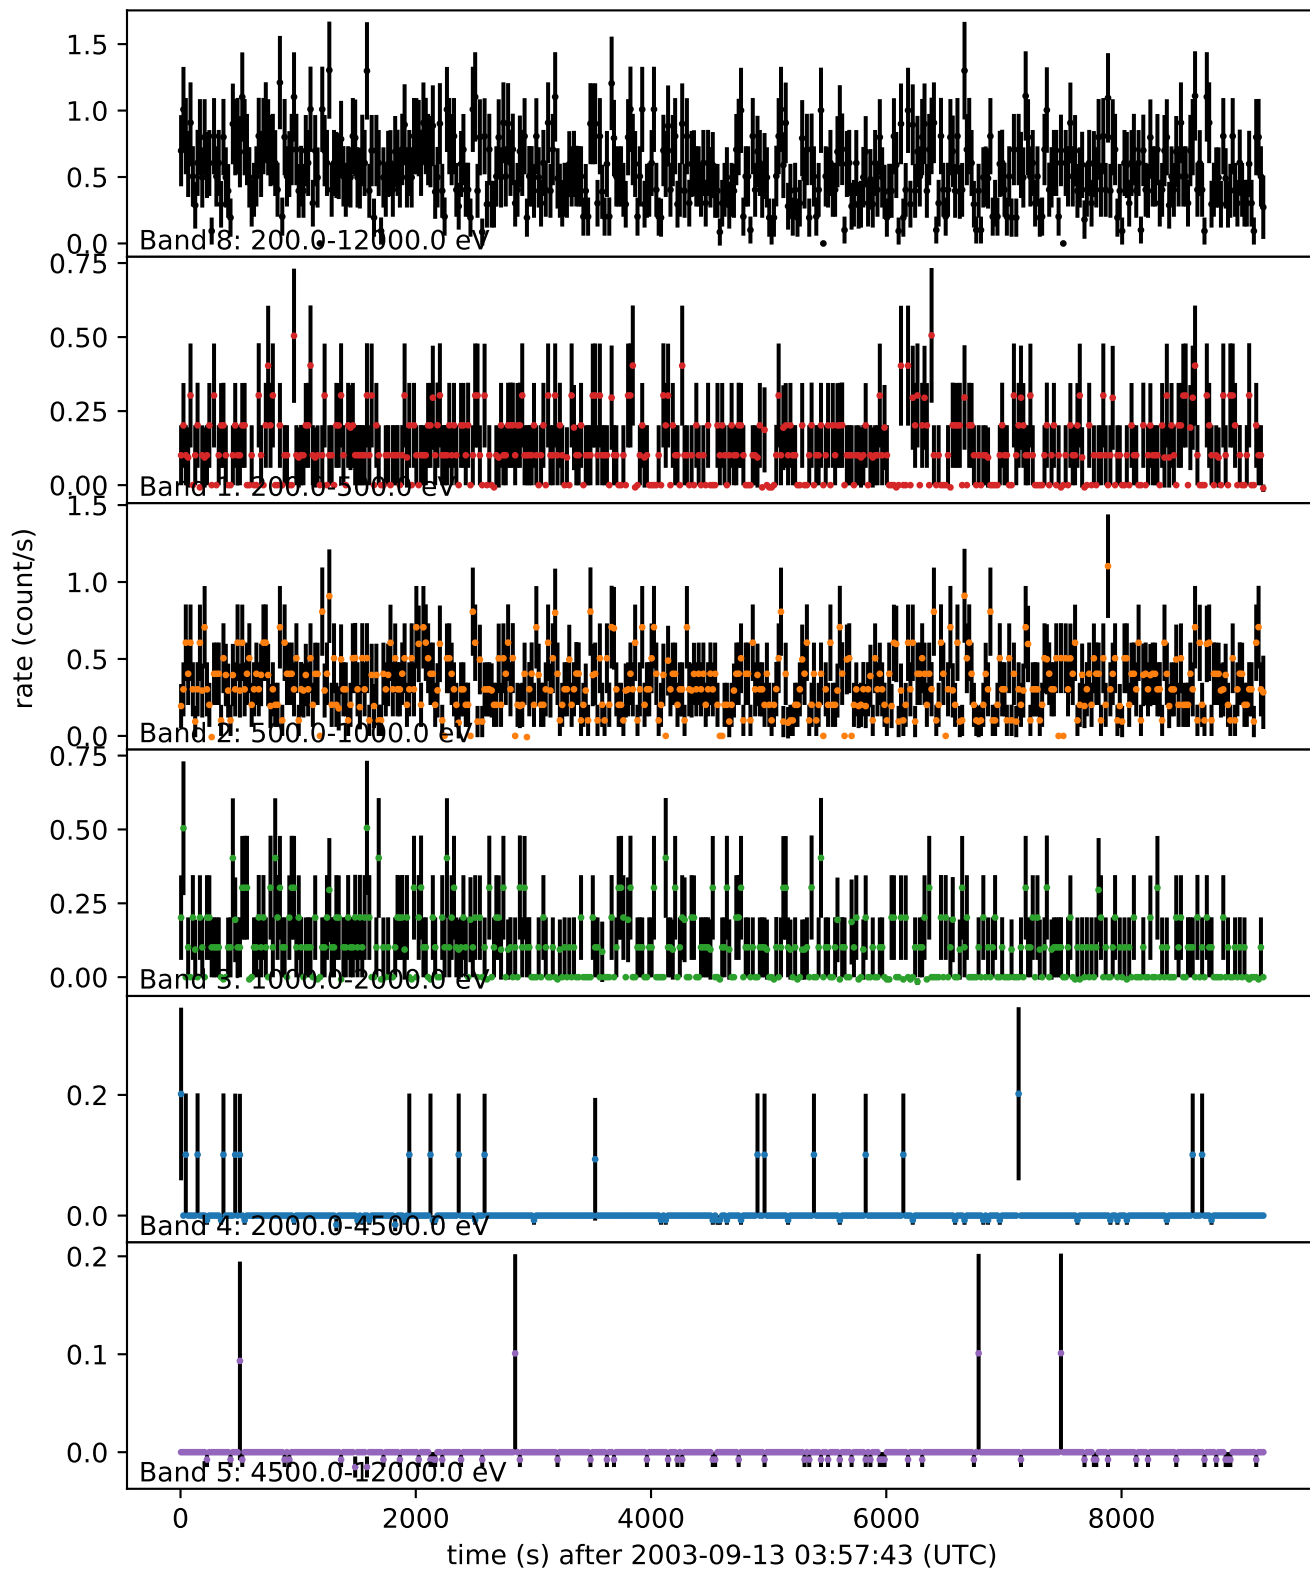 1.5
1.0
0.5
0.0
Band 8: 200.0-12000.0 eV
0.75
0.50
0.25
0.00
Band 1: 200.0-500.0 eV
1.5
1.0
0.5
0.0
Band 2: 500.0-1000.0 eV
rate (count/s)
0.75
0.50
0.25
0.00
Band 3: 1000.0-2000.0 eV
0.2
0.0
Band 4: 2000.0-4500.0 eV
0.2
0.1
0.0
Band 5: 4500.0-12000.0 eV
0 2000 4000 6000 8000
time (s) after 2003-09-13 03:57:43 (UTC)